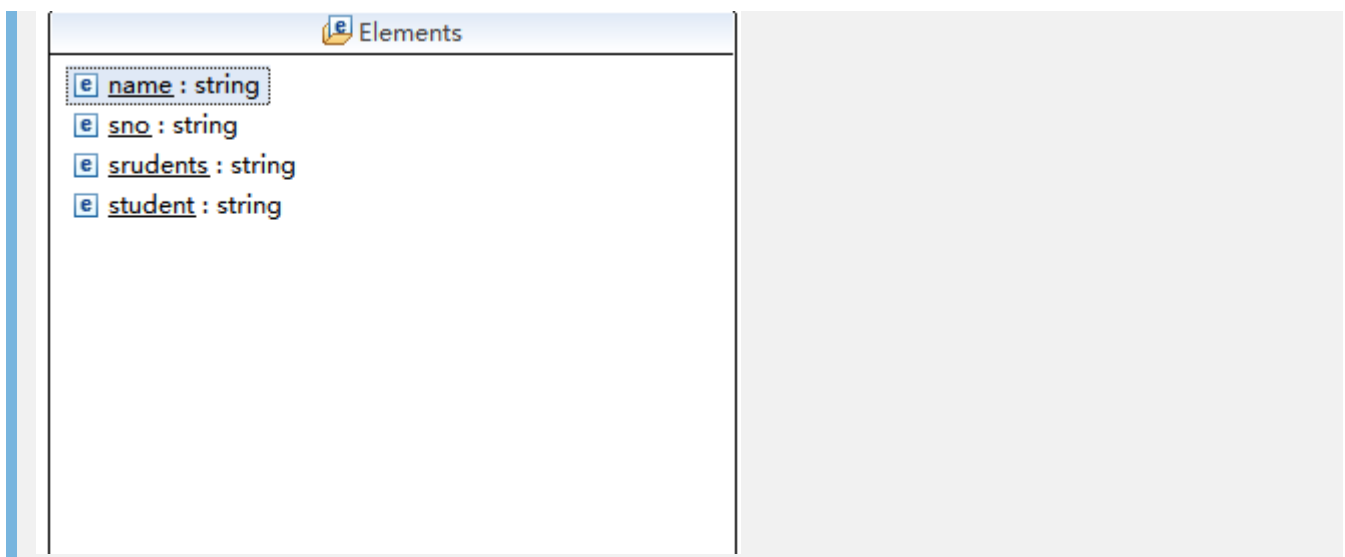 Elements
name : string
sno : string
srudents : string
student : string